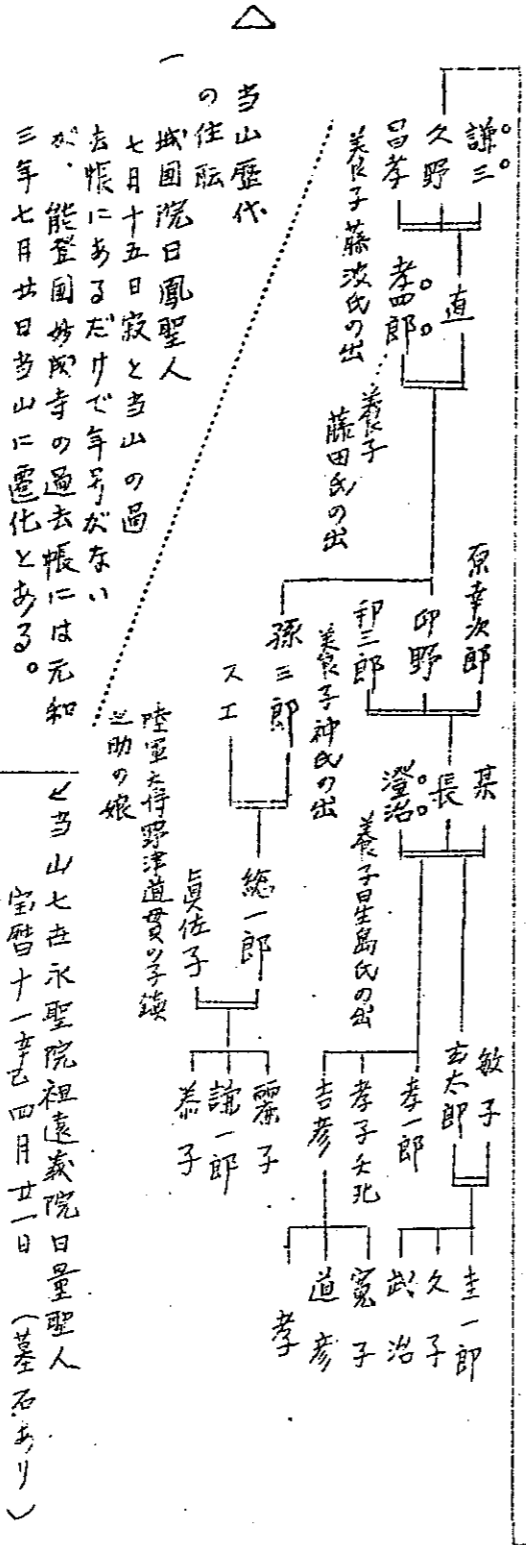 謙三
久野
昌孝
養子 藤波氏の出
直
孝四郎
養子
藤田氏の出
原幸次郎
卯野
卯三郎
養子神氏の出
孫三郎
スエ
某
長
澄治
養子星島氏の出
敏子
玄太郎
孝一郎
孝子夭死
吉彦
圭一郎
久子
武治
寛子
道彦
孝
総一郎
眞佐子
陸軍大将野津道貫の子鎮
之助の娘
謙一郎
恭子
当山歴代
の住職
一
城国院日鳳聖人
七月十五日寂と当山の過
去帳にあるだけで年号がない
が、能登国妙成寺の過去帳には元和
三年七月廿日当山に遷化とある。
当山七世永聖院祖遠義院日量聖人
宝暦十一辛巳四月廿一日 (墓石あり)